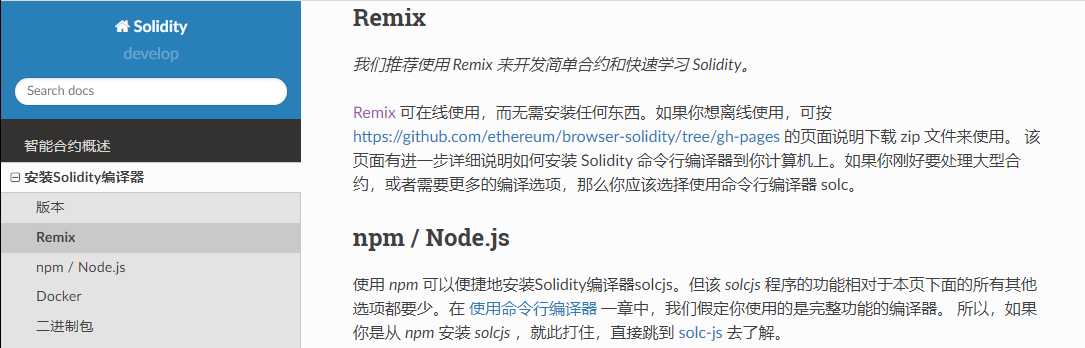 Solidity
develop
Search docs
智能合约概述
安装Solidity编译器
版本
Remix
npm / Node.js
Docker
二进制包
Remix
我们推荐使用 Remix 来开发简单合约和快速学习 Solidity。
Remix 可在线使用，而无需安装任何东西。如果你想离线使用，可按
https://github.com/ethereum/browser-solidity/tree/gh-pages 的页面说明下载 zip 文件来使用。 该
页面有进一步详细说明如何安装 Solidity 命令行编译器到你计算机上。如果你刚好要处理大型合
约，或者需要更多的编译选项，那么你应该选择使用命令行编译器 solc。
npm / Node.js
使用 npm 可以便捷地安装Solidity编译器solcjs。但该 solcjs 程序的功能相对于本页下面的所有其他
选项都要少。在 使用命令行编译器 一章中，我们假定你使用的是完整功能的编译器。 所以，如果
你是从 npm 安装 solcjs ，就此打住，直接跳到 solc-js 去了解。